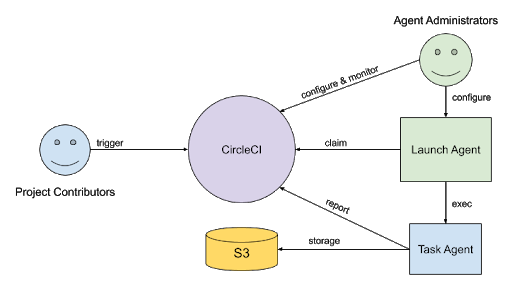 Agent Administrators
configure & monitor
configure
trigger
CircleCI
claim
Launch Agent
Project Contributors
report
exec
storage
S3
Task Agent